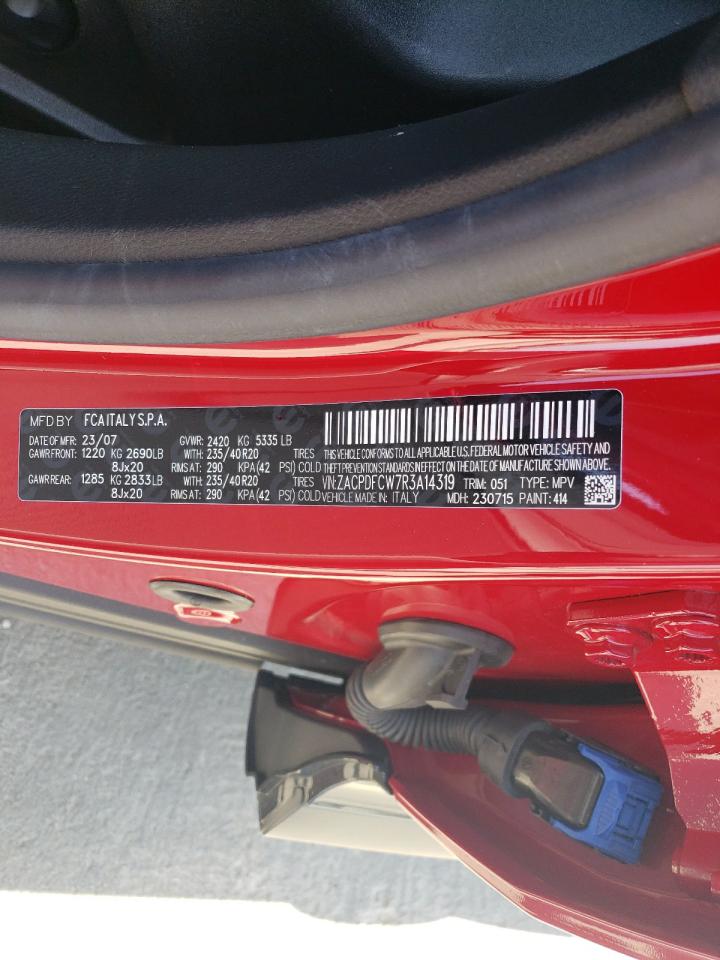 MFD BY FCA ITALY S.P.A.
DATE OF MFR 23/07 GVWR: 2420 KG 5335 LB
GAWR FRONT: 1220 KG 2690LB WITH: 235/40R20 TIRES THIS VEHICLE CONFORMS TO ALL APPLICABLE U.S. FEDERAL MOTOR VEHICLE SAFETY AND
8Jx20 RIMS AT: 290 KPA(42 PSI) COLD THEFT PREVENTION STANDARDS IN EFFECT ON THE DATE OF MANUFACTURE SHOWN ABOVE
GAWR REAR: 1285 KG 2833LB WITH: 235/40R20 TIRES VIN: ZACPDFCW7R3A14319 TRIM: 051 TYPE: MPV
8Jx20 RIMS AT: 290 KPA(42 PSI) COLD VEHICLE MADE IN: ITALY MDH: 230715 PAINT: 414